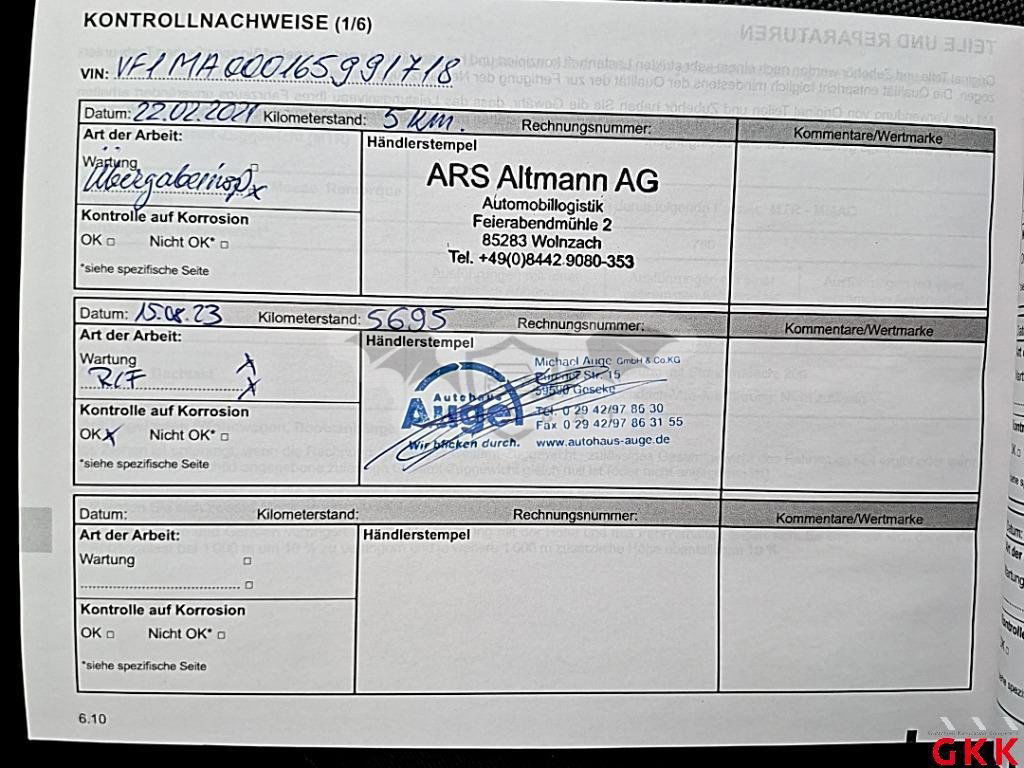 KONTROLLNACHWEISE (1/6)
TEILE UND REPARATUREN
VIN: VF1MA000165991718
Datum: 22.02.2021 Kilometerstand: 5 km. Rechnungsnummer: Kommentare/Wertmarke
Art der Arbeit: Händlerstempel
Wartung
Übergabeinsp x
Kontrolle auf Korrosion
OK □ Nicht OK* □
*siehe spezifische Seite
ARS Altmann AG
Automobillogistik
Feierabendmühle 2
85283 Wolnzach
Tel. +49(0)8442 9080-353
Datum: 15.08.23 Kilometerstand: 5695 Rechnungsnummer: Kommentare/Wertmarke
Art der Arbeit: Händlerstempel
Wartung x
RLF x
Kontrolle auf Korrosion
OK x Nicht OK* □
*siehe spezifische Seite
Autohaus
Auge
Wir blicken durch.
Michael Auge GmbH & Co.KG
Str. 15
Geseke
Tel. 0 29 42/97 86 30
Fax 0 29 42/97 86 31 55
www.autohaus-auge.de
Datum: Kilometerstand: Rechnungsnummer: Kommentare/Wertmarke
Art der Arbeit: Händlerstempel
Wartung □
□
Kontrolle auf Korrosion
OK □ Nicht OK* □
*siehe spezifische Seite
6.10
GKK